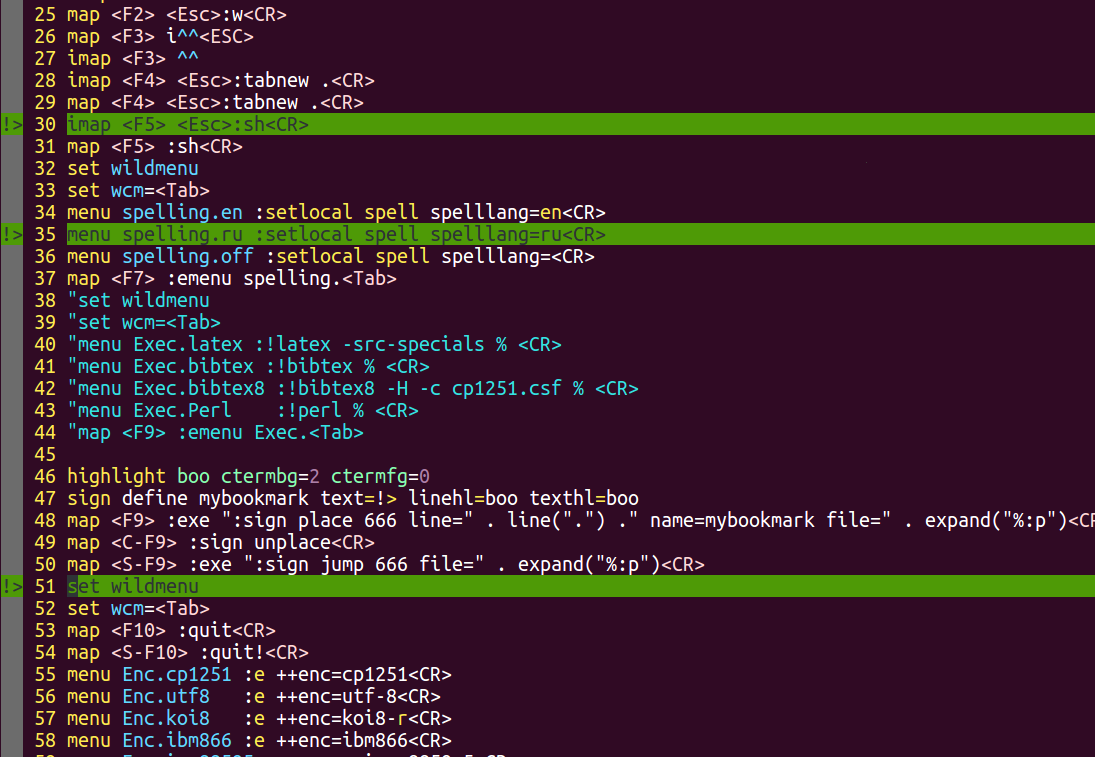 25 map <F2> <Esc>:w<CR>
26 map <F3> i^^<ESC>
27 imap <F3> ^^
28 imap <F4> <Esc>:tabnew .<CR>
29 map <F4> <Esc>:tabnew .<CR>
!> 30 imap <F5> <Esc>:sh<CR>
31 map <F5> :sh<CR>
32 set wildmenu
33 set wcm=<Tab>
34 menu spelling.en :setlocal spell spelllang=en<CR>
!> 35 menu spelling.ru :setlocal spell spelllang=ru<CR>
36 menu spelling.off :setlocal spell spelllang=<CR>
37 map <F7> :emenu spelling.<Tab>
38 "set wildmenu
39 "set wcm=<Tab>
40 "menu Exec.latex :!latex -src-specials % <CR>
41 "menu Exec.bibtex :!bibtex % <CR>
42 "menu Exec.bibtex8 :!bibtex8 -H -c cp1251.csf % <CR>
43 "menu Exec.Perl    :!perl % <CR>
44 "map <F9> :emenu Exec.<Tab>
45
46 highlight boo ctermbg=2 ctermfg=0
47 sign define mybookmark text=!> linehl=boo texthl=boo
48 map <F9> :exe ":sign place 666 line=" . line(".") ." name=mybookmark file=" . expand("%:p")<CR
49 map <C-F9> :sign unplace<CR>
50 map <S-F9> :exe ":sign jump 666 file=" . expand("%:p")<CR>
!> 51 set wildmenu
52 set wcm=<Tab>
53 map <F10> :quit<CR>
54 map <S-F10> :quit!<CR>
55 menu Enc.cp1251 :e ++enc=cp1251<CR>
56 menu Enc.utf8   :e ++enc=utf-8<CR>
57 menu Enc.koi8   :e ++enc=koi8-r<CR>
58 menu Enc.ibm866 :e ++enc=ibm866<CR>